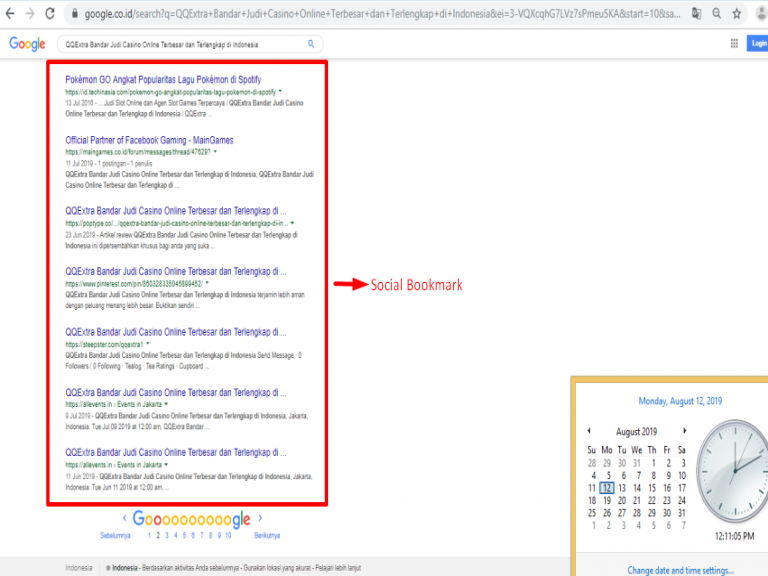 google.co.id/search?q=QQExtra+Bandar+Judi+Casino+Online+Terbesar+dan+Terlengkap+di+Indonesia&ei=3-VQXcqhG7LVz7sPmeu5KA&start=10&sa...
Google
QQExtra Bandar Judi Casino Online Terbesar dan Terlengkap di Indonesia
Login
Pokémon GO Angkat Popularitas Lagu Pokémon di Spotify
https://id.techinasia.com/pokemon-go-angkat-popularitas-lagu-pokemon-di-spotify
13 Jul 2016 - ... Judi Slot Online dan Agen Slot Games Terpercaya / QQExtra Bandar Judi Casino
Online Terbesar dan Terlengkap di Indonesia / QQExtra ...
Official Partner of Facebook Gaming - MainGames
https://maingames.co.id/forum/messages/thread/476297
11 Jul 2019 - 1 postingan - 1 penulis
QQExtra Bandar Judi Casino Online Terbesar dan Terlengkap di Indonesia, QQExtra Bandar Judi
Casino Online Terbesar dan Terlengkap di ...
QQExtra Bandar Judi Casino Online Terbesar dan Terlengkap di ...
https://poptype.co/.../qqextra-bandar-judi-casino-online-terbesar-dan-terlengkap-di-in...
23 Jun 2019 - Artikel review QQExtra Bandar Judi Casino Online Terbesar dan Terlengkap di
Indonesia ini dipersembahkan khusus bagi anda yang suka ...
QQExtra Bandar Judi Casino Online Terbesar dan Terlengkap di ...
https://www.pinterest.com/pin/850328335045899452/
QQExtra Bandar Judi Casino Online Terbesar dan Terlengkap di Indonesia terjamin lebih aman
dengan peluang menang lebih besar. Buktikan sendiri ...
Social Bookmark
QQExtra Bandar Judi Casino Online Terbesar dan Terlengkap di ...
https://steepster.com/qqextra1
QQExtra Bandar Judi Casino Online Terbesar dan Terlengkap di Indonesia Send Message · 0
Followers / 0 Following · Tealog · Tea Ratings · Cupboard ...
QQExtra Bandar Judi Casino Online Terbesar dan Terlengkap di ...
https://allevents.in › Events in Jakarta
9 Jul 2019 - QQExtra Bandar Judi Casino Online Terbesar dan Terlengkap di Indonesia, Jakarta,
Indonesia. Tue Jul 09 2019 at 12:00 am, QQExtra Bandar ...
QQExtra Bandar Judi Casino Online Terbesar dan Terlengkap di ...
https://allevents.in › Events in Jakarta
11 Jun 2019 - QQExtra Bandar Judi Casino Online Terbesar dan Terlengkap di Indonesia, Jakarta,
Indonesia. Tue Jun 11 2019 at 12:00 am, ...
Goooooooooogle
Sebelumnya 1 2 3 4 5 6 7 8 9 10 Berikutnya
Indonesia Indonesia - Berdasarkan aktivitas Anda sebelumnya - Gunakan lokasi yang akurat - Pelajari lebih lanjut
Monday, August 12, 2019
August 2019
Su Mo Tu We Th Fr Sa
28 29 30 31 1 2 3
4 5 6 7 8 9 10
11 12 13 14 15 16 17
18 19 20 21 22 23 24
25 26 27 28 29 30 31
1 2 3 4 5 6 7
12:11:05 PM
Change date and time settings...